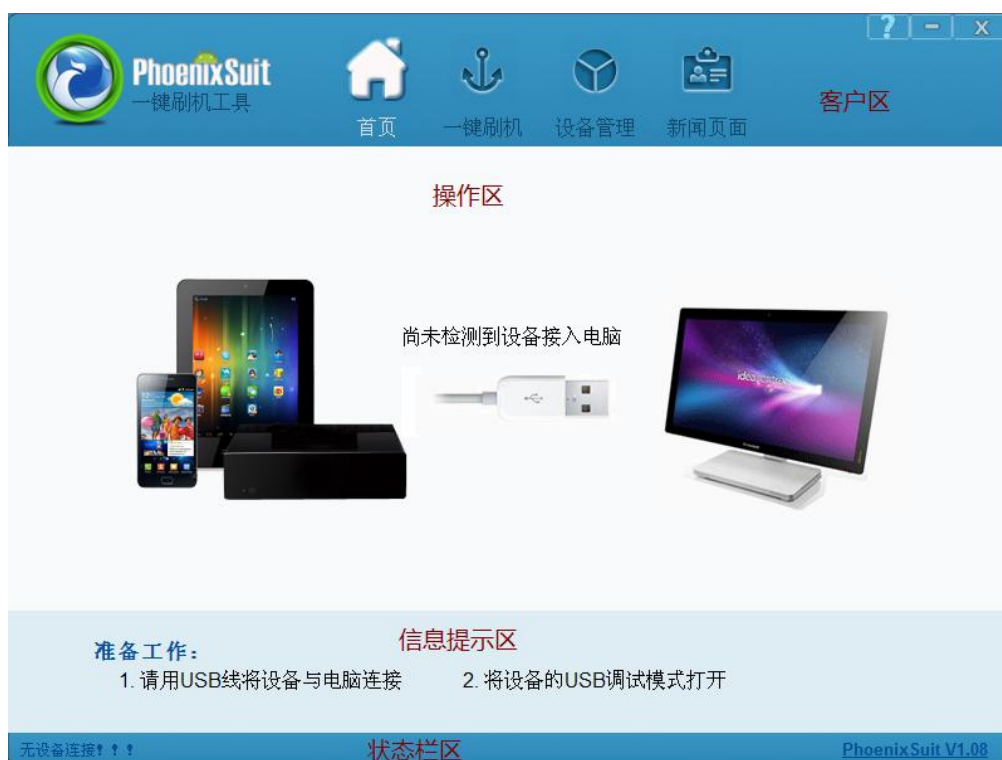 ? - x
PhoenixSuit
一键刷机工具
首页
一键刷机
设备管理
新闻页面
客户区
操作区
尚未检测到设备接入电脑
准备工作:
信息提示区
1. 请用USB线将设备与电脑连接
2. 将设备的USB调试模式打开
无设备连接!!!
状态栏区
PhoenixSuit V1.08